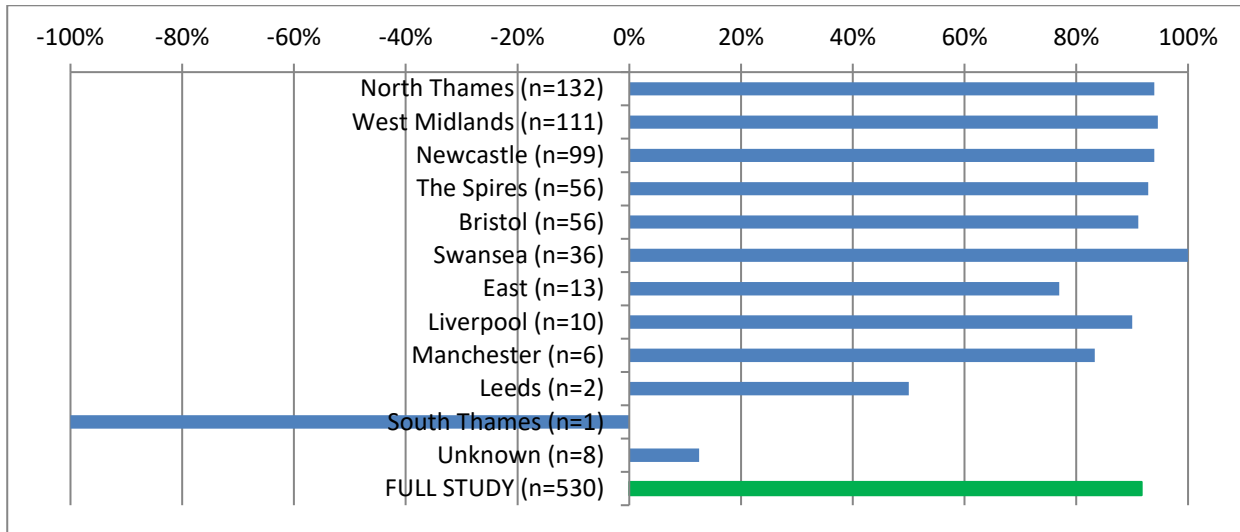 -100% -80% -60% -40% -20% 0% 20% 40% 60% 80% 100%
North Thames (n=132)
West Midlands (n=111)
Newcastle (n=99)
The Spires (n=56)
Bristol (n=56)
Swansea (n=36)
East (n=13)
Liverpool (n=10)
Manchester (n=6)
Leeds (n=2)
South Thames (n=1)
Unknown (n=8)
FULL STUDY (n=530)